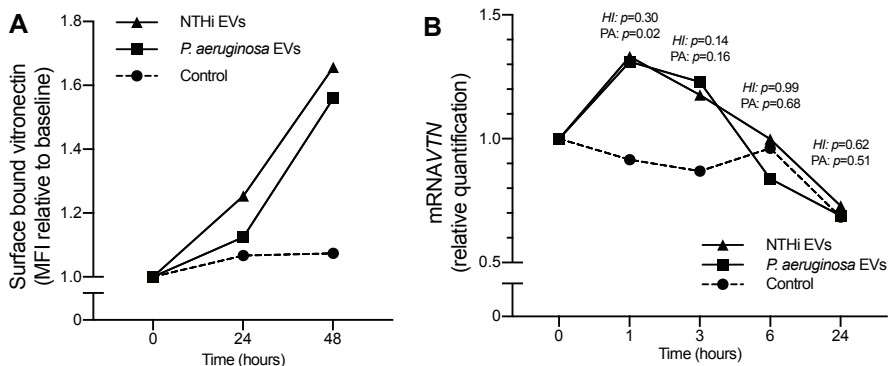 A
NTHi EVs
P. aeruginosa EVs
Control
Surface bound vitronectin
(MFI relative to baseline)
1.8
1.6
1.4
1.2
1.0
0
0
24
48
Time (hours)
B
mRNAVTN
(relative quantification)
1.5
1.0
0.5
0
HI: p=0.30
PA: p=0.02
HI: p=0.14
PA: p=0.16
HI: p=0.99
PA: p=0.68
HI: p=0.62
PA: p=0.51
NTHi EVs
P. aeruginosa EVs
Control
0
1
3
6
24
Time (hours)